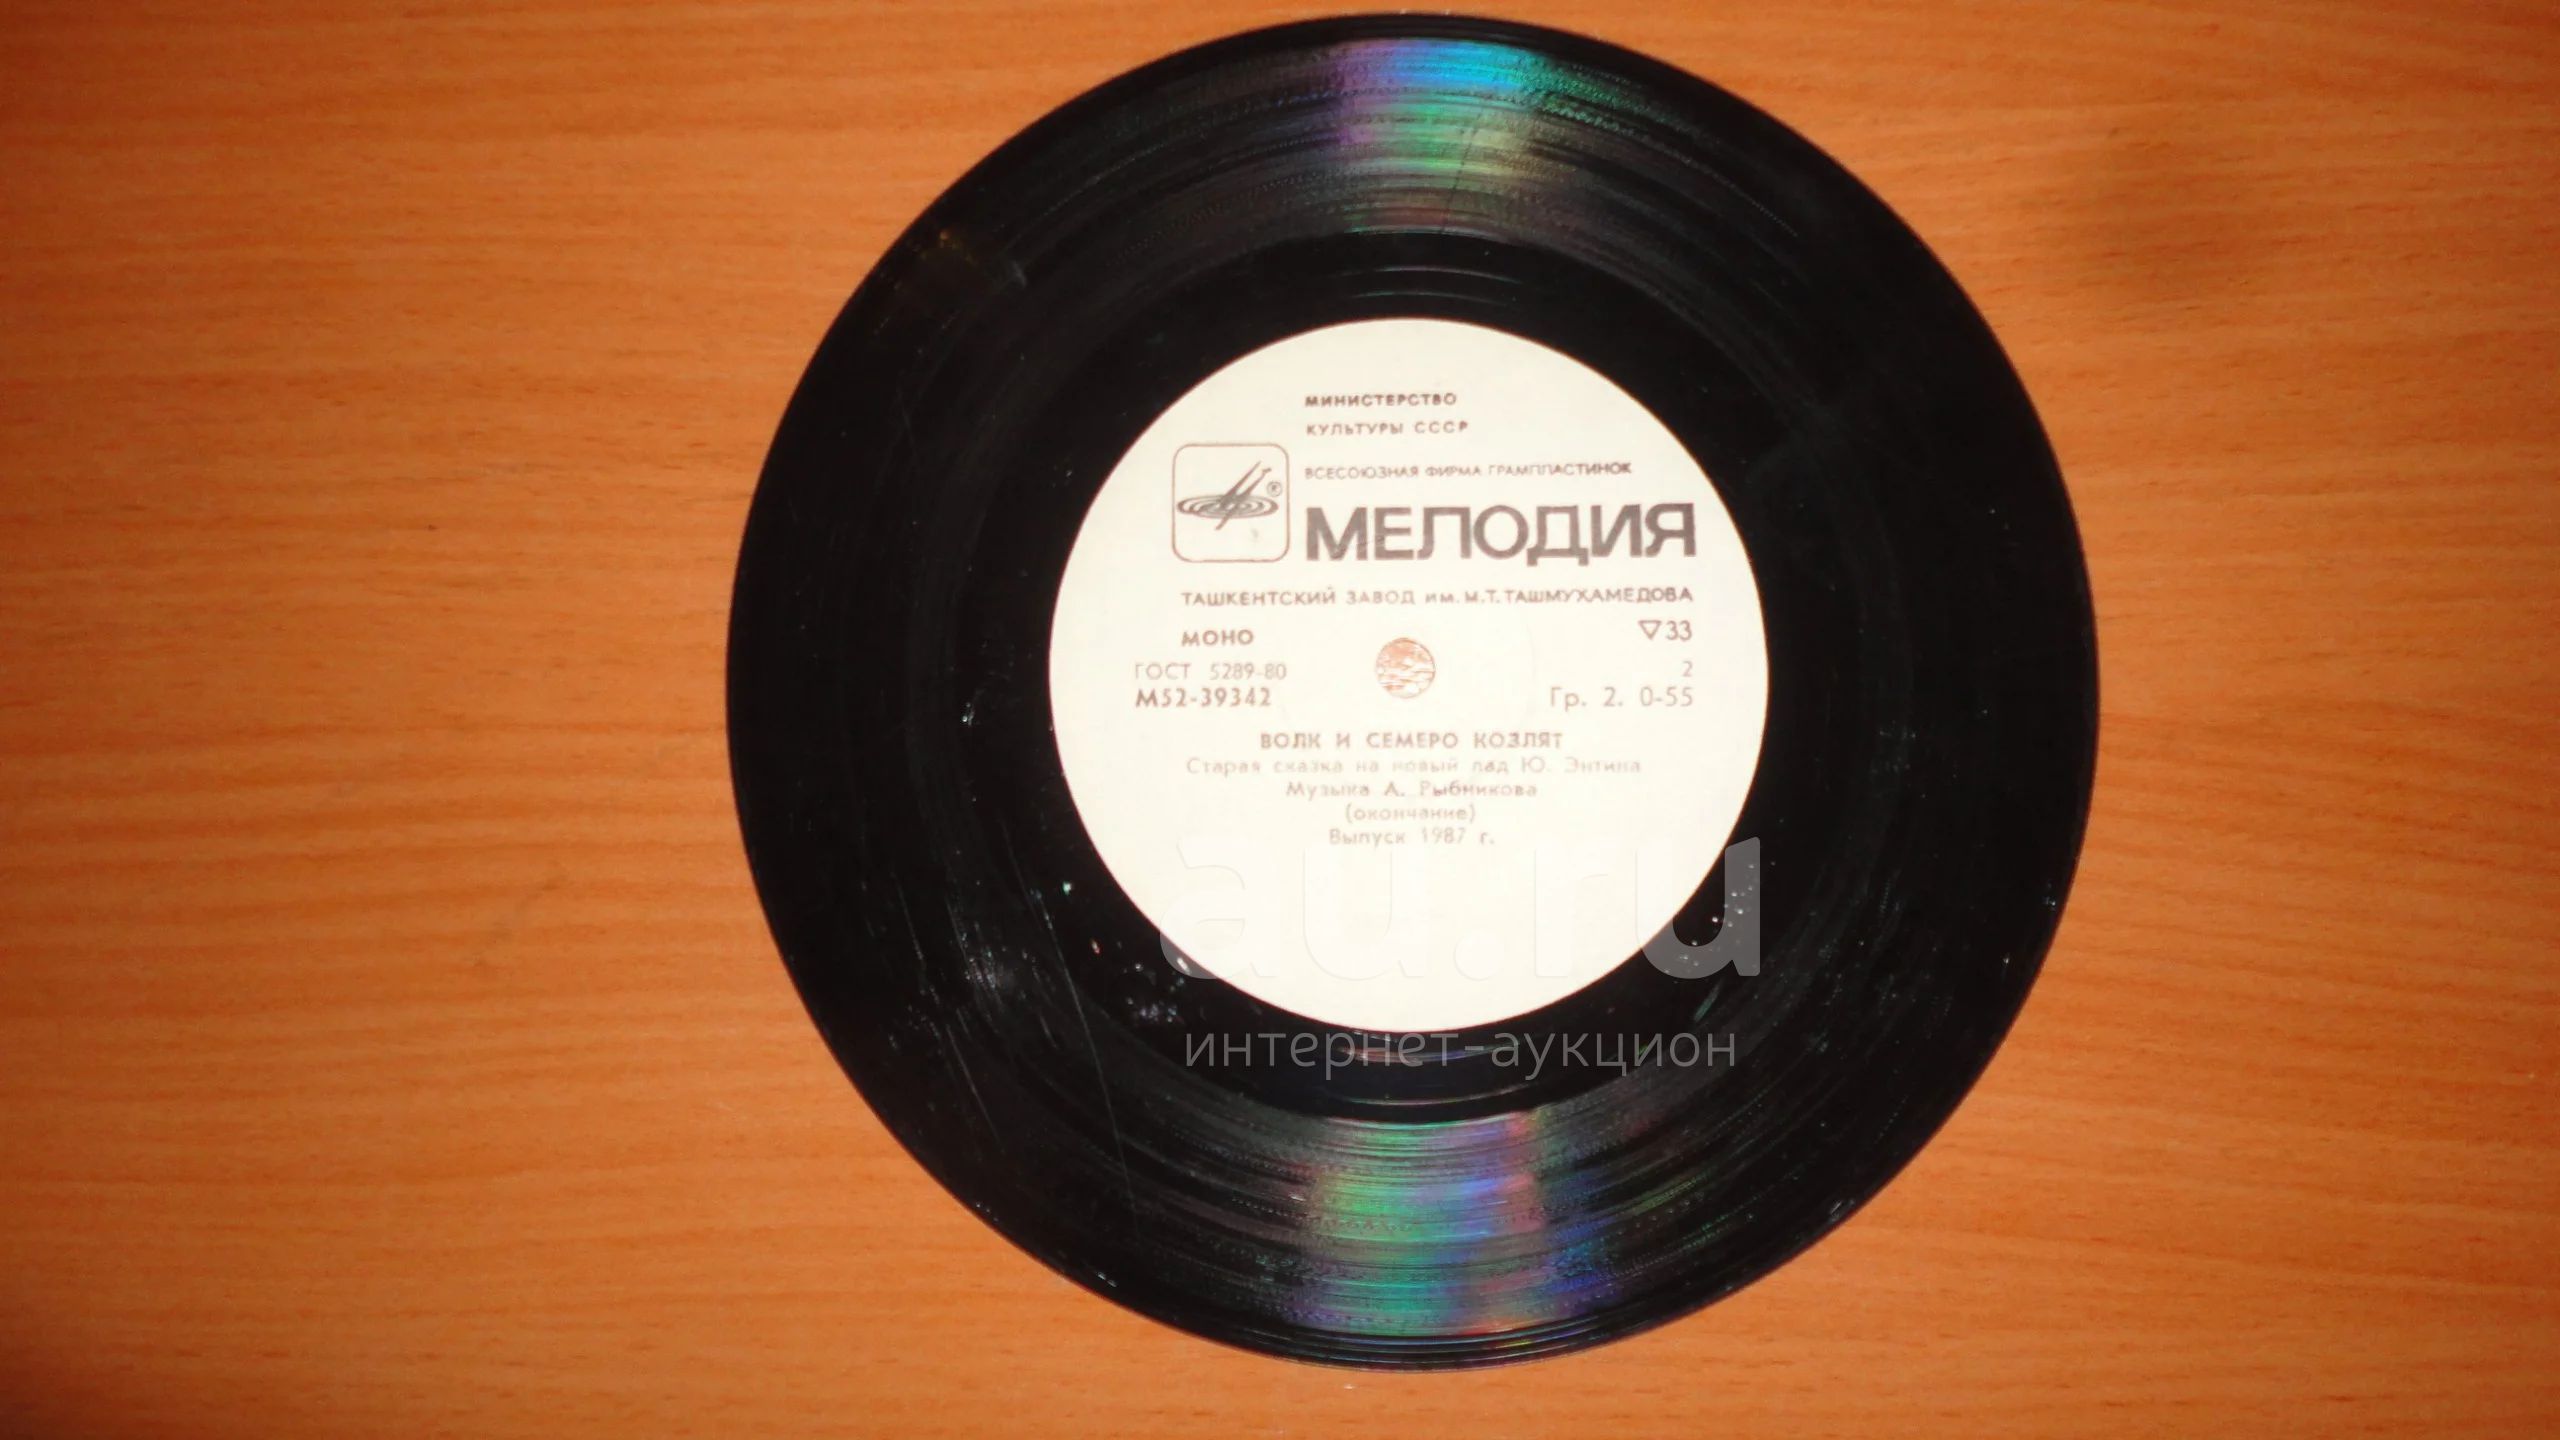 МИНИСТЕРСТВО
КУЛЬТУРЫ СССР
ВСЕСОЮЗНАЯ ФИРМА ГРАМПЛАСТИНОК
МЕЛОДИЯ
®
ТАШКЕНТСКИЙ ЗАВОД им. М.Т. ТАШМУХАМЕДОВА
МОНО ▽33
ГОСТ 5289-80 2
М52-39342 Гр. 2. 0-55
ВОЛК И СЕМЕРО КОЗЛЯТ
Старая сказка на новый лад Ю. Энтина
Музыка А. Рыбникова
(окончание)
Выпуск 1987 г.
au.ru
интернет-аукцион